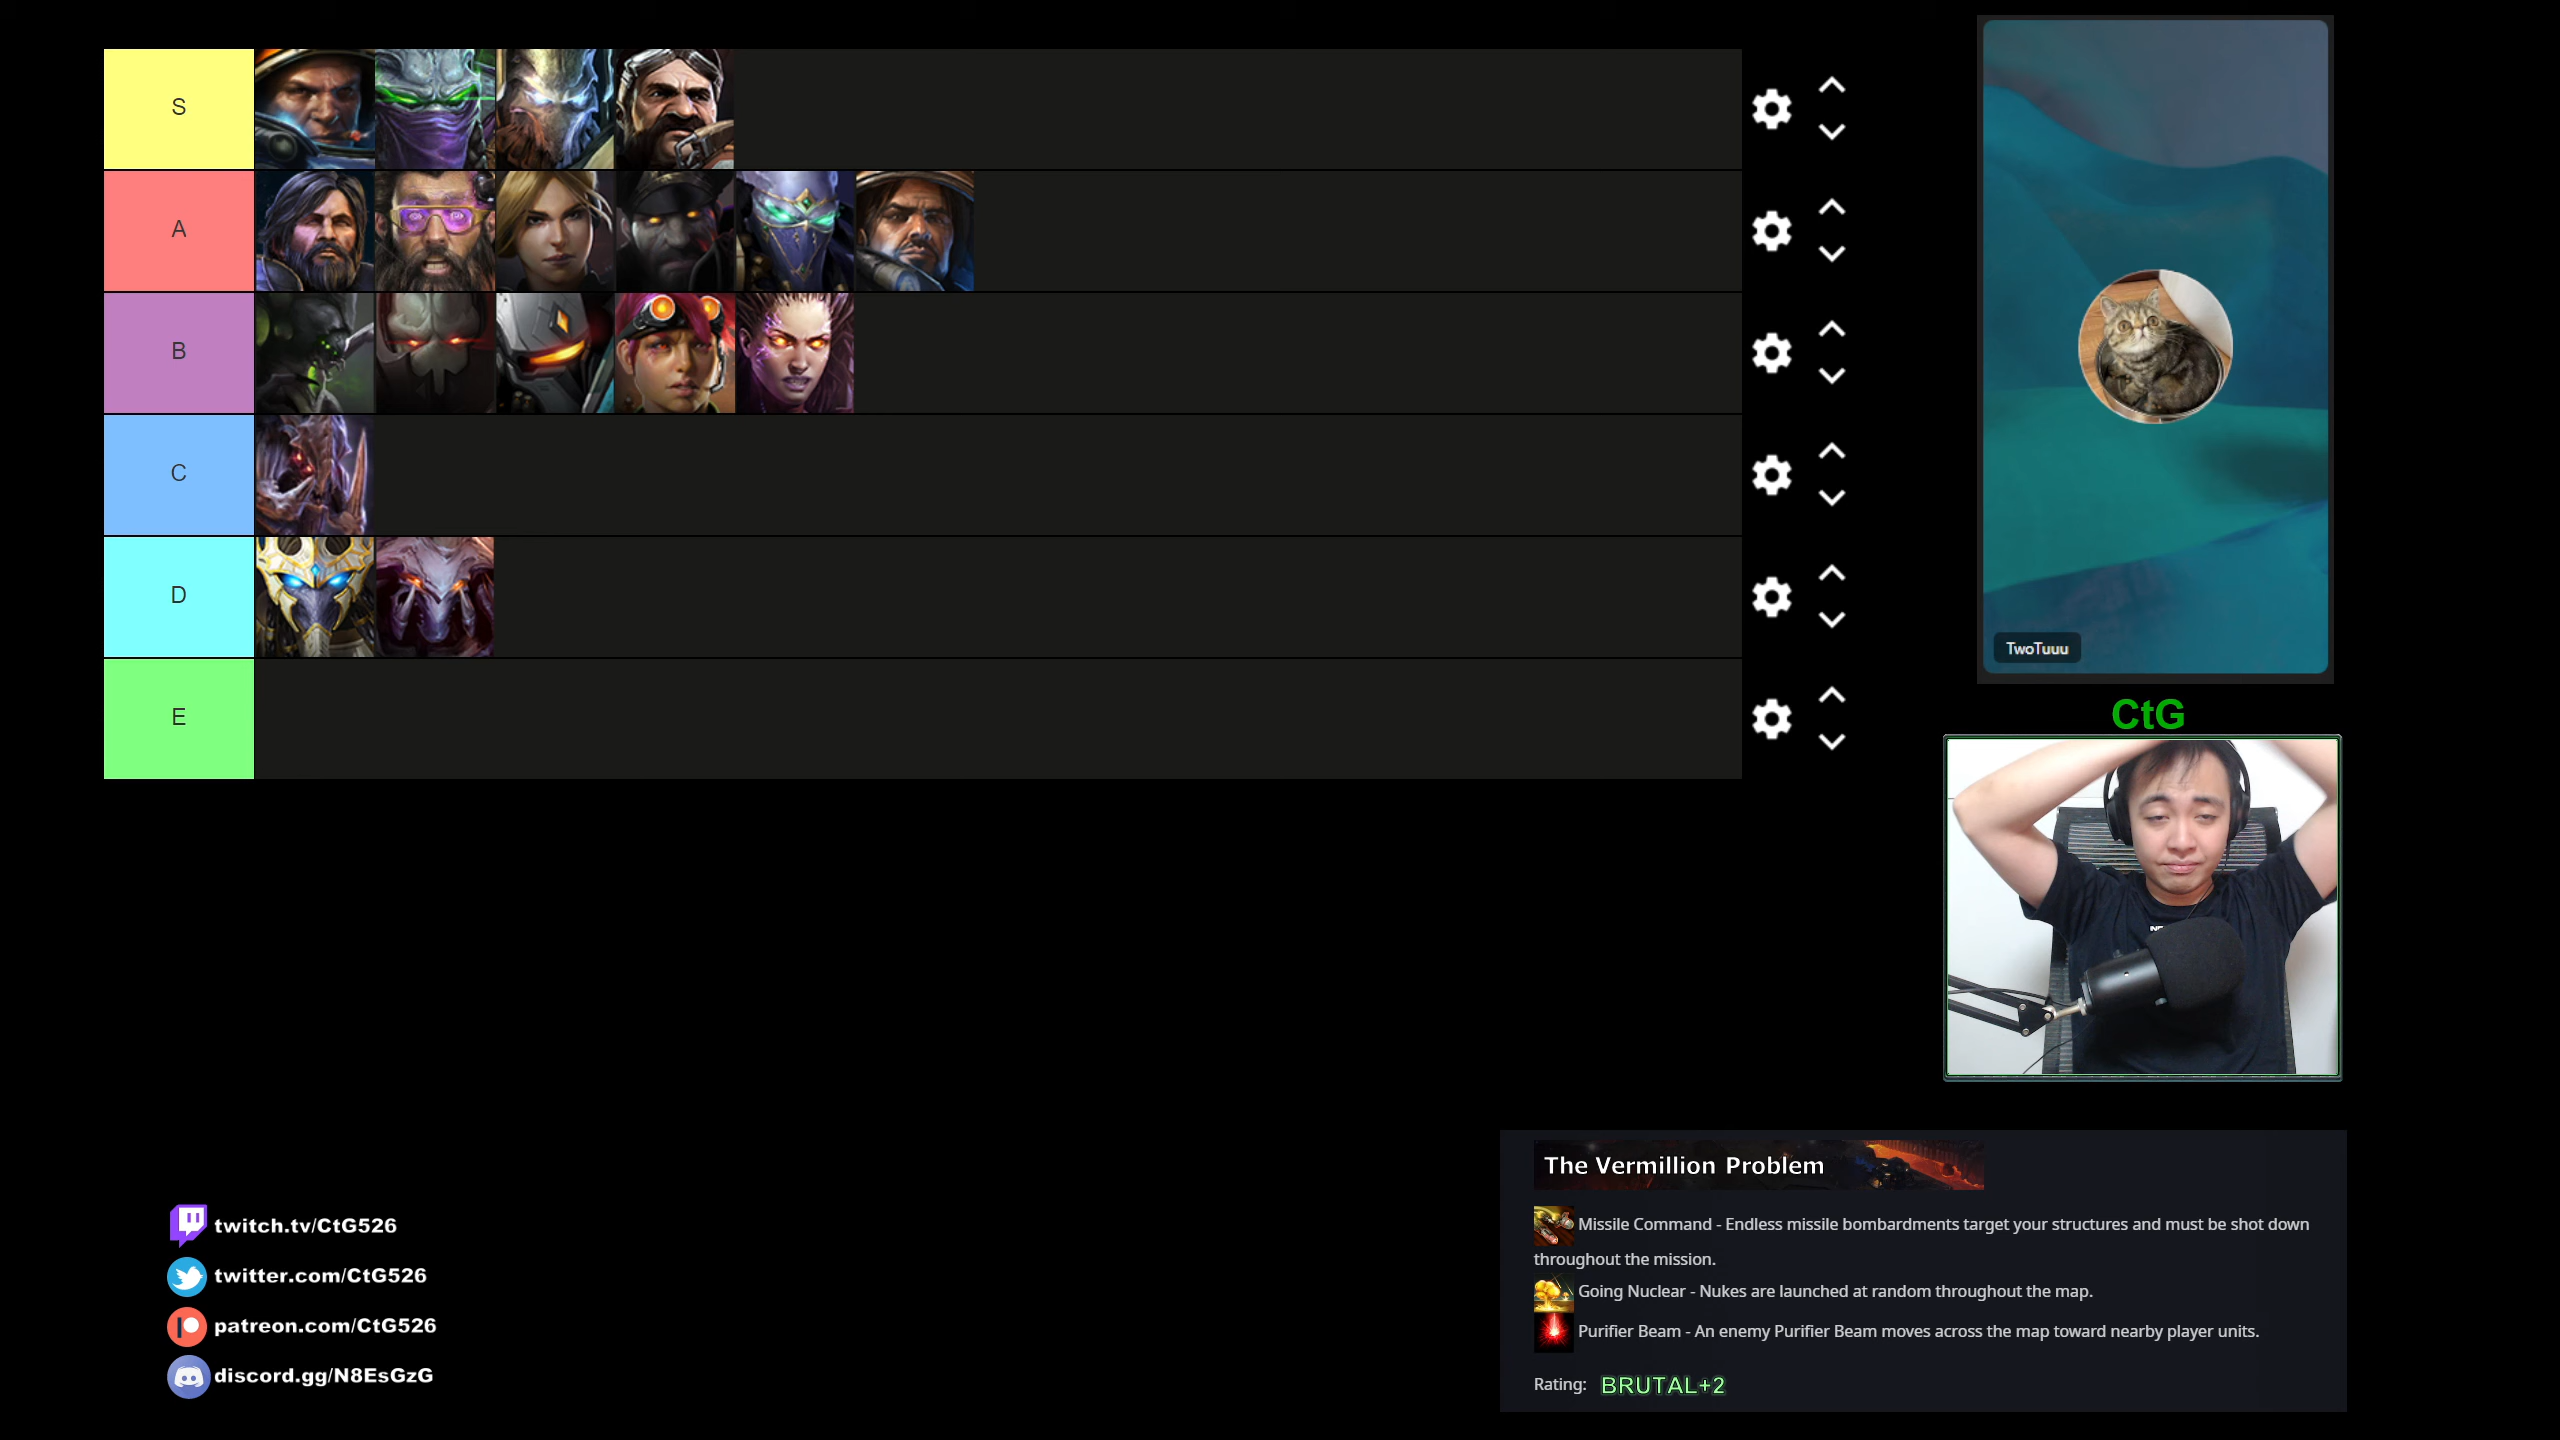 S
A
B
C
D
E
TwoTuuu
CtG
The Vermillion Problem
Missile Command - Endless missile bombardments target your structures and must be shot down
throughout the mission.
Going Nuclear - Nukes are launched at random throughout the map.
Purifier Beam - An enemy Purifier Beam moves across the map toward nearby player units.
Rating: BRUTAL+2
twitch.tv/CtG526
twitter.com/CtG526
patreon.com/CtG526
discord.gg/N8EsGzG